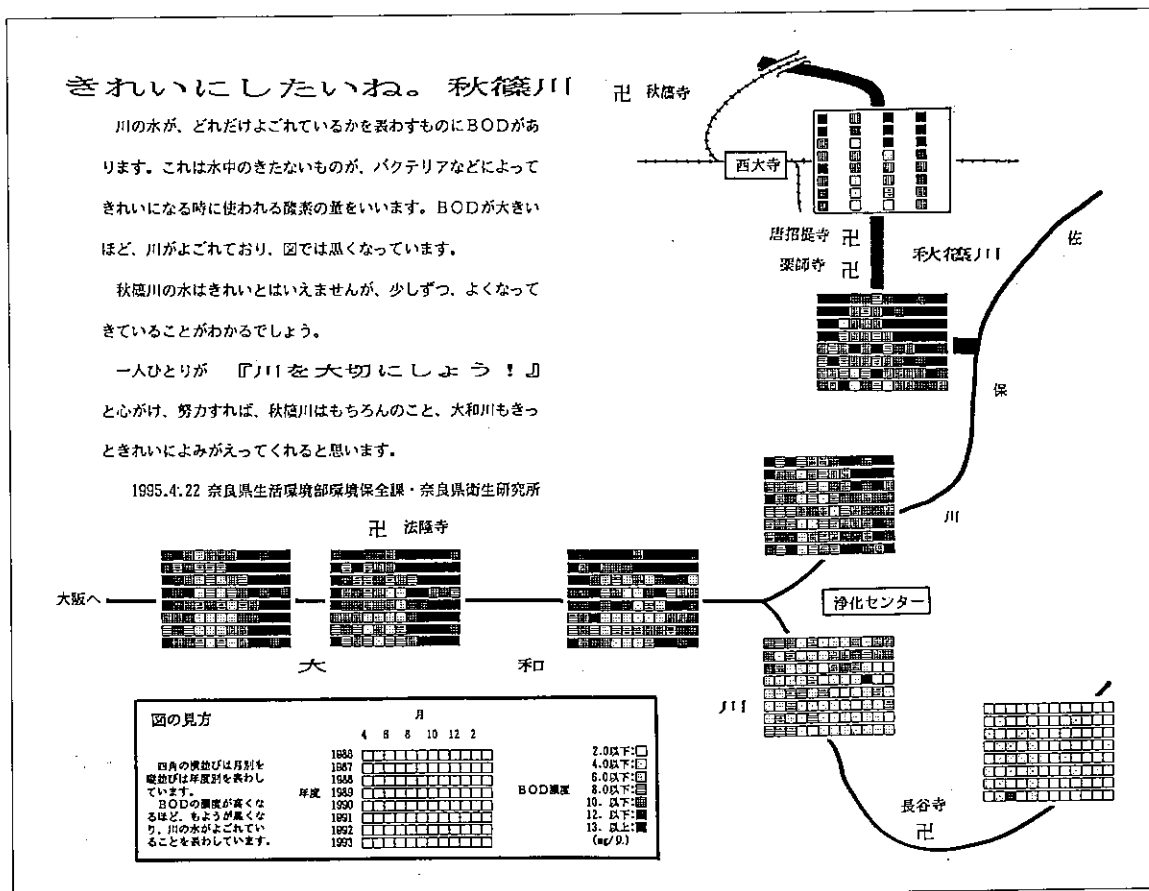 きれいにしたいね。秋篠川
川の水が、どれだけよごれているかを表わすものにBODがあ
ります。これは水中のきたないものが、バクテリアなどによって
きれいになる時に使われる酸素の量をいいます。BODが大きい
ほど、川がよごれており、図では黒くなっています。
秋篠川の水はきれいとはいえませんが、少しずつ、よくなって
きていることがわかるでしょう。
一人ひとりが 『川を大切にしょう!』
と心がけ、努力すれば、秋篠川はもちろんのこと、大和川もきっ
ときれいによみがえってくれると思います。
1995.4.22 奈良県生活環境部環境保全課・奈良県衛生研究所
卍 秋篠寺
西大寺
唐招提寺 卍
薬師寺 卍
秋篠川
佐
保
川
卍 法隆寺
大阪へ
浄化センター
大 和
川
長谷寺
卍
図の見方
四角の横並びは月別を
縦並びは年度別を表わし
ています。
BODの濃度が高くな
るほど、もようが黒くな
り、川の水がよごれてい
ることを表わしています。
月
4 6 8 10 12 2
年度
1986
1987
1988
1989
1990
1991
1992
1993
BOD濃度
2.0以下:
4.0以下:
6.0以下:
8.0以下:
10. 以下:
12. 以下:
13. 以上:
(mg/l)